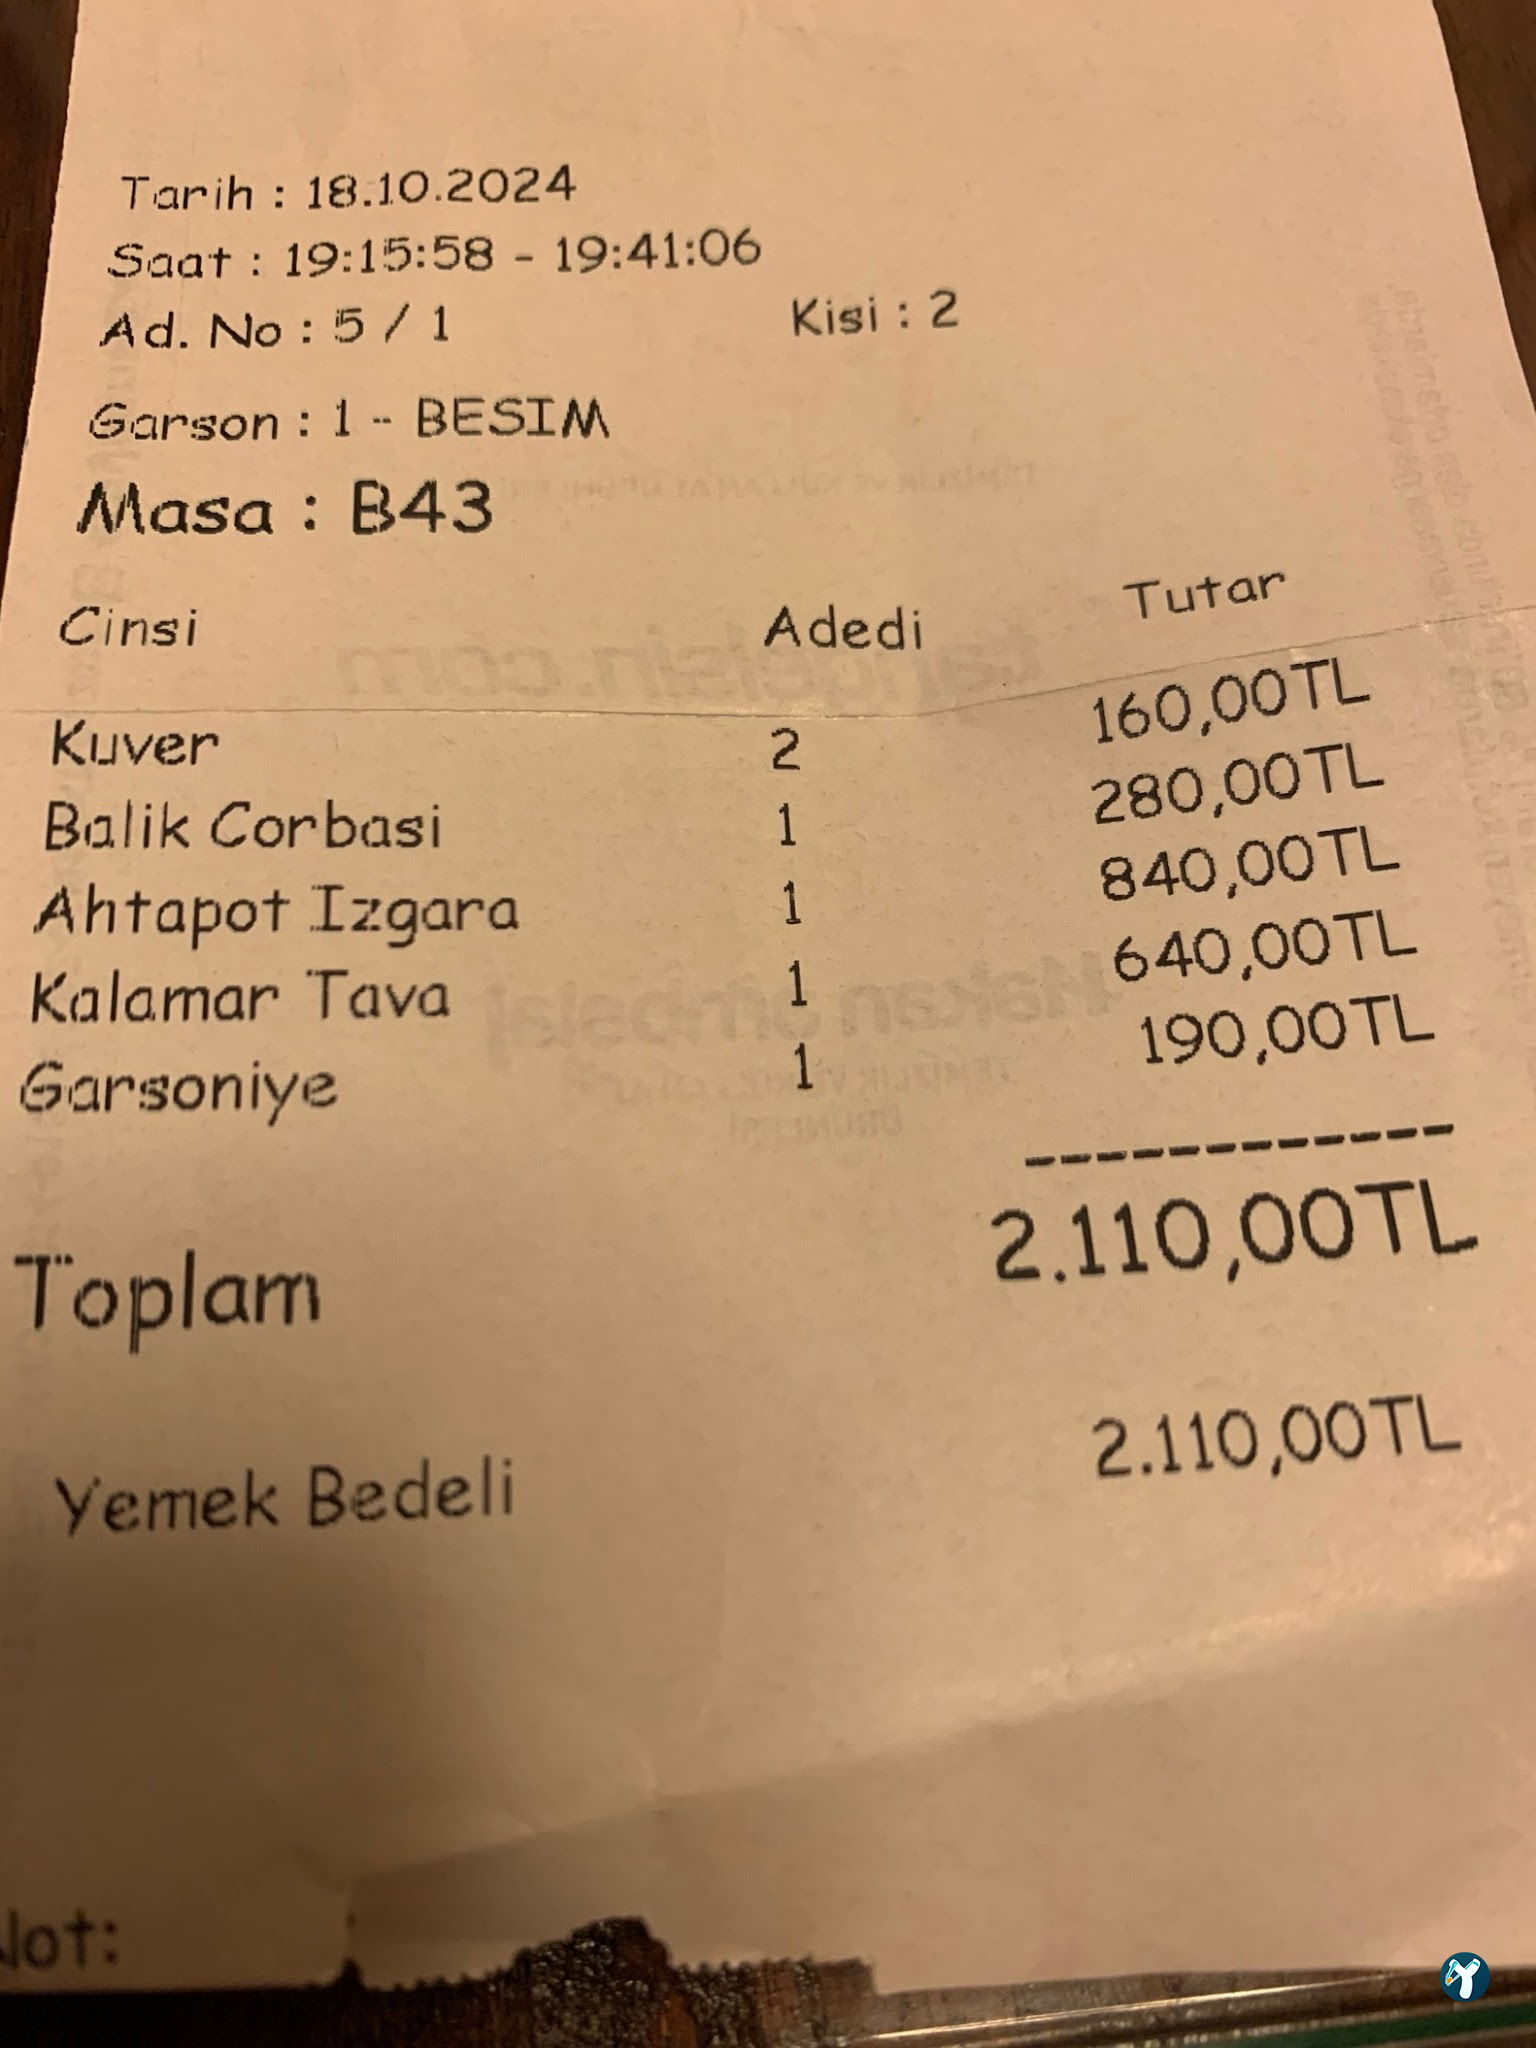 Tarih : 18.10.2024
Saat : 19:15:58 - 19:41:06
Ad. No : 5 / 1 Kisi : 2
Garson : 1 - BESIM
Masa : B43
Cinsi Adedi Tutar
Kuver 2 160,00TL
Balik Corbasi 1 280,00TL
Ahtapot Izgara 1 840,00TL
Kalamar Tava 1 640,00TL
Garsoniye 1 190,00TL
-------------
Toplam 2.110,00TL
Yemek Bedeli 2.110,00TL
Not: